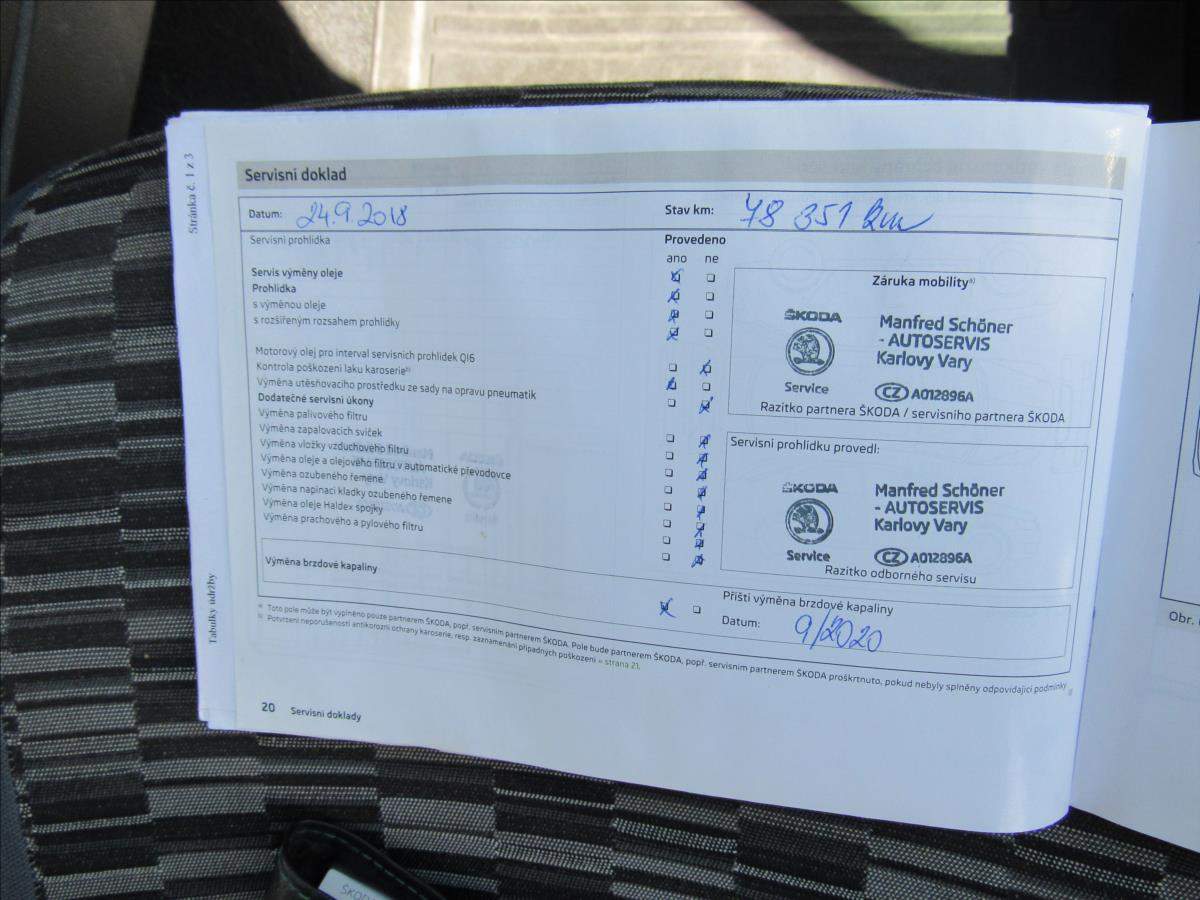 Stránka č. 1 z 3
Servisní doklad
Datum: 24.9.2018
Stav km: 78 351 km
Servisní prohlídka
Provedeno
ano ne
Servis výměny oleje
Prohlídka
s výměnou oleje
s rozšířeným rozsahem prohlídky
Motorový olej pro interval servisních prohlídek QI6
Kontrola poškození laku karoserie b)
Výměna utěsňovacího prostředku ze sady na opravu pneumatik
Dodatečné servisní úkony
Výměna palivového filtru
Výměna zapalovacích svíček
Výměna vložky vzduchového filtru
Výměna oleje a olejového filtru v automatické převodovce
Výměna ozubeného řemene
Výměna napínací kladky ozubeného řemene
Výměna oleje Haldex spojky
Výměna prachového a pylového filtru
Výměna brzdové kapaliny
Záruka mobility a)
ŠKODA
Service
Manfred Schöner
- AUTOSERVIS
Karlovy Vary
CZ A012896A
Razítko partnera ŠKODA / servisního partnera ŠKODA
Servisní prohlídku provedl:
ŠKODA
Service
Manfred Schöner
- AUTOSERVIS
Karlovy Vary
CZ A012896A
Razítko odborného servisu
Příští výměna brzdové kapaliny
Datum: 9/2020
a) Toto pole může být vyplněno pouze partnerem ŠKODA, popř. servisním partnerem ŠKODA. Pole bude partnerem ŠKODA, popř. servisním partnerem ŠKODA proškrtnuto, pokud nebyly splněny odpovídající podmínky
b) Potvrzení neporušenosti antikorozní ochrany karoserie, resp. zaznamenání případných poškození » strana 21.
Tabulky údržby
20 Servisní doklady
Obr.
ŠKODA